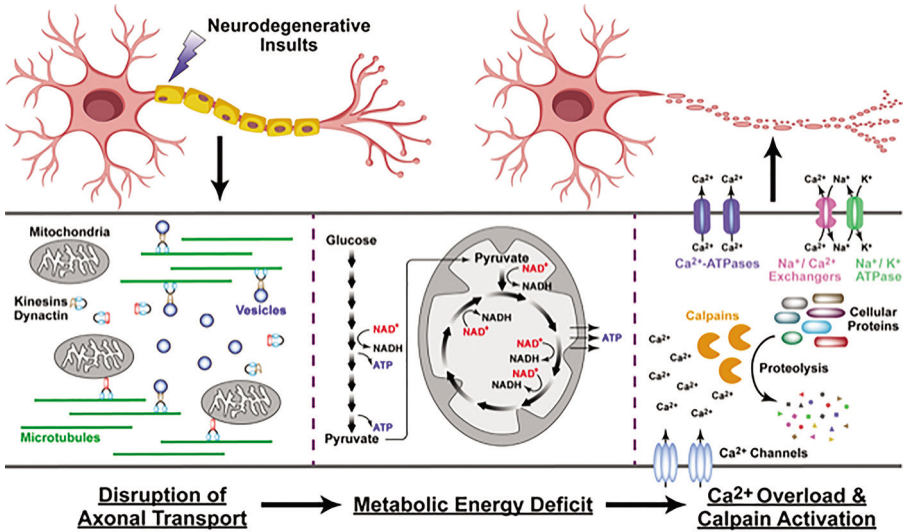 Neurodegenerative
Insults
Mitochondria
Kinesins
Dynactin
Vesicles
Microtubules
Glucose
NAD⁺
NADH
ATP
ATP
Pyruvate
Pyruvate
NAD⁺
NADH
NADH
NAD⁺
NAD⁺
NADH
NAD⁺
NADH
ATP
Ca²⁺ Ca²⁺
Ca²⁺ Na⁺ K⁺
Ca²⁺ Ca²⁺
Ca²⁺ Na⁺ K⁺
Ca²⁺-ATPases
Na⁺/ Ca²⁺
Exchangers
Na⁺/ K⁺
ATPase
Calpains
Cellular
Proteins
Proteolysis
Ca²⁺
Ca²⁺
Ca²⁺
Ca²⁺
Ca²⁺
Ca²⁺
Ca²⁺
Ca²⁺
Ca²⁺
Ca²⁺ Channels
Disruption of
Axonal Transport
Metabolic Energy Deficit
Ca²⁺ Overload &
Calpain Activation